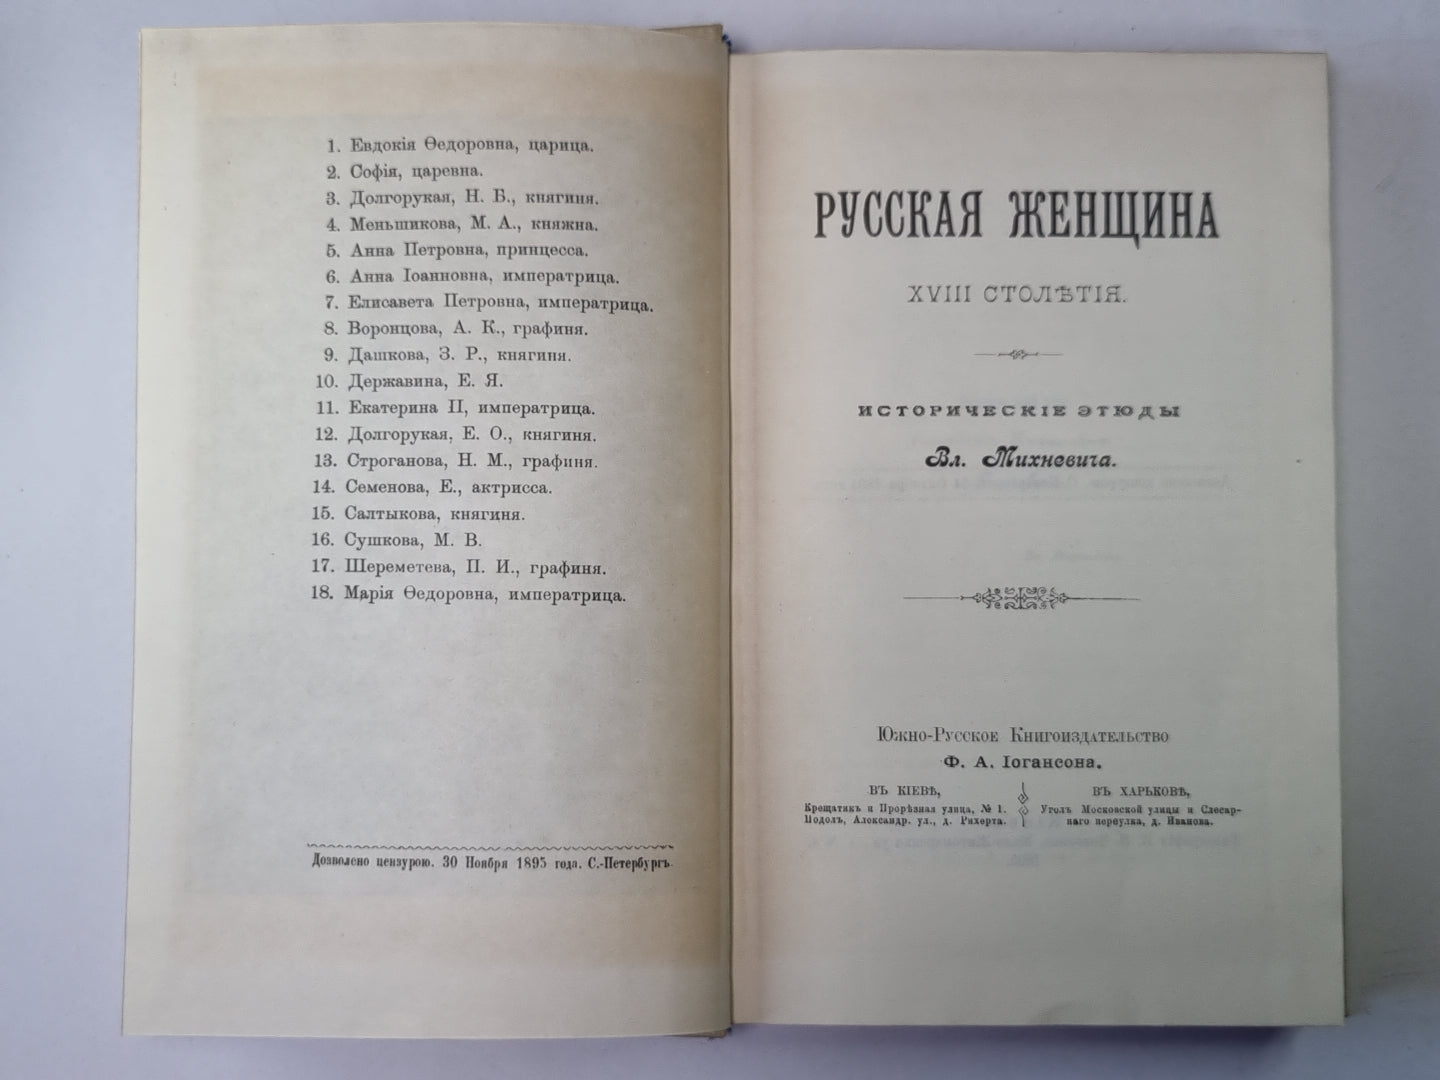 1. Евдокія Ѳедоровна, царица.
2. Софія, царевна.
3. Долгорукая, Н. Б., княгиня.
4. Меньшикова, М. А., княжна.
5. Анна Петровна, принцесса.
6. Анна Іоанновна, императрица.
7. Елисавета Петровна, императрица.
8. Воронцова, А. К., графиня.
9. Дашкова, З. Р., княгиня.
10. Державина, Е. Я.
11. Екатерина II, императрица.
12. Долгорукая, Е. О., княгиня.
13. Строганова, Н. М., графиня.
14. Семенова, Е., актрисса.
15. Салтыкова, княгиня.
16. Сушкова, М. В.
17. Шереметева, П. И., графиня.
18. Марія Ѳедоровна, императрица.
Дозволено цензурою. 30 Ноября 1895 года. С.-Петербургъ
РУССКАЯ ЖЕНЩИНА
XVIII СТОЛѢТІЯ.
ИСТОРИЧЕСКІЕ ЭТЮДЫ
Вл. Михневича.
Южно-Русское Книгоиздательство
Ф. А. Іогансона.
ВЪ КІЕВѢ,
Крещатикъ и Прорѣзная улица, № 1.
Подолъ, Александр. ул., д. Рихерта.
ВЪ ХАРЬКОВѢ,
Уголъ Московской улицы и Слесар-
наго переулка, д. Иванова.